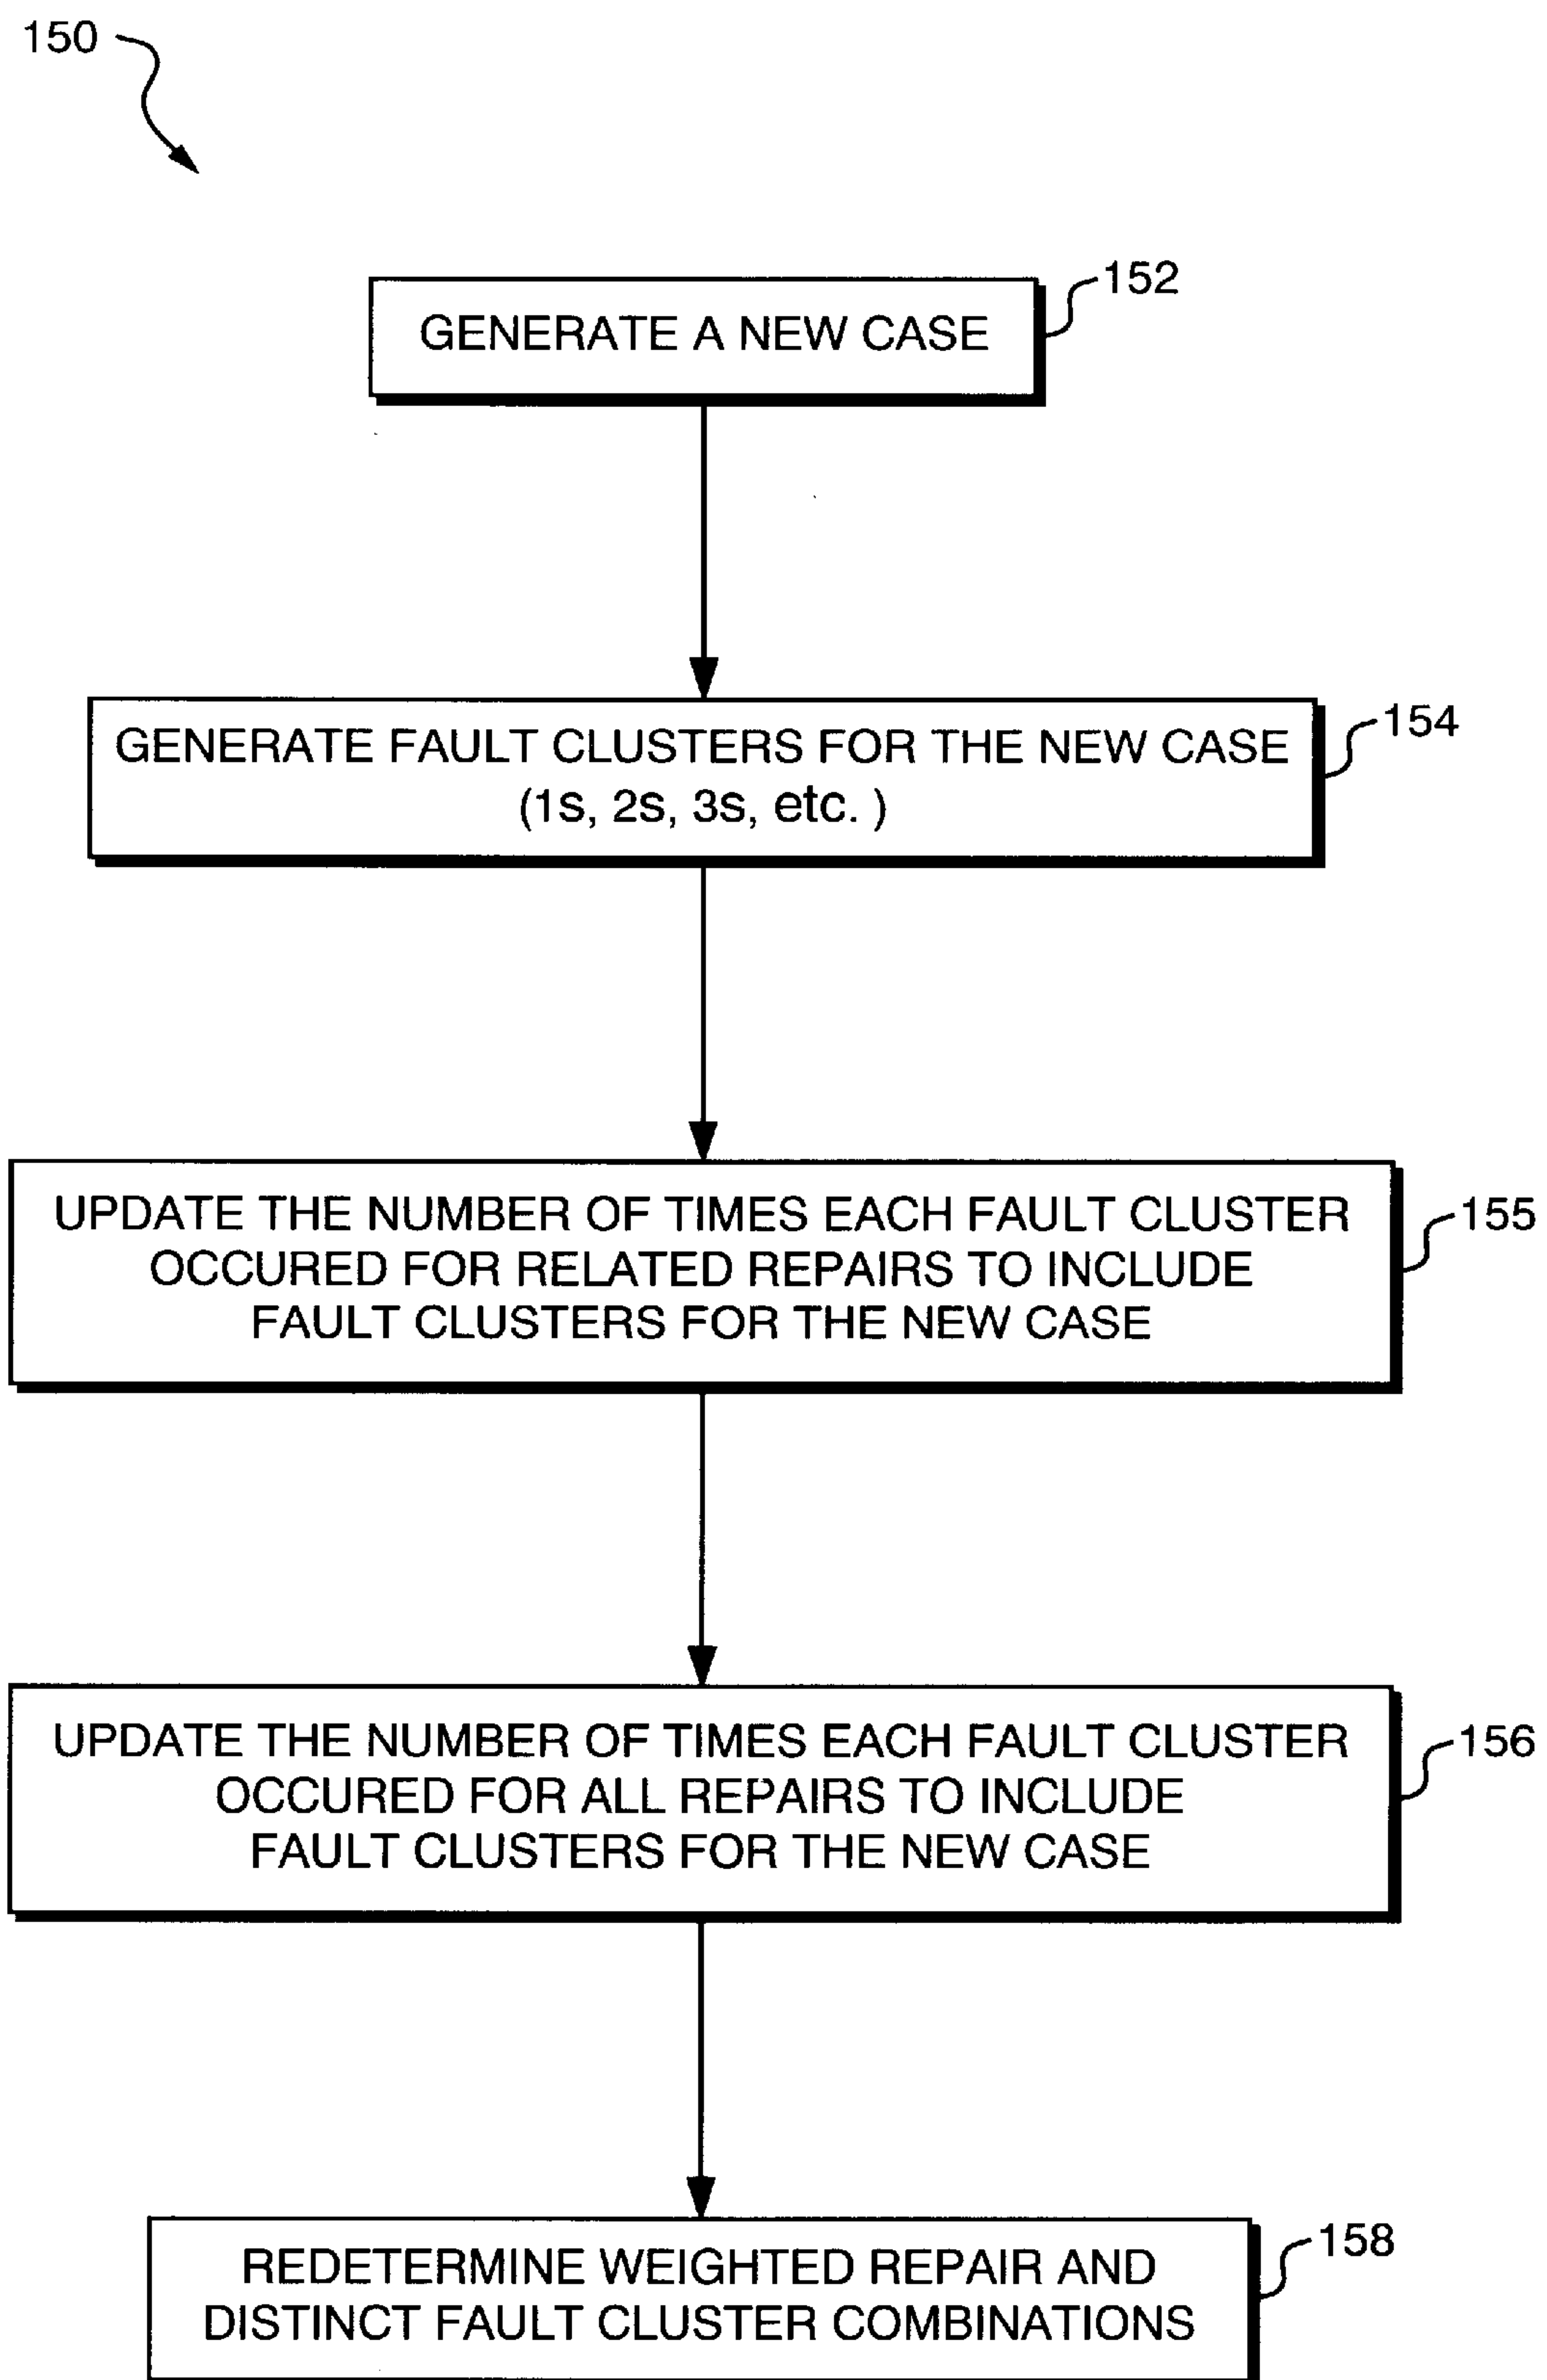 150
152
GENERATE A NEW CASE
154
GENERATE FAULT CLUSTERS FOR THE NEW CASE
(1s, 2s, 3s, etc. )
155
UPDATE THE NUMBER OF TIMES EACH FAULT CLUSTER
OCCURED FOR RELATED REPAIRS TO INCLUDE
FAULT CLUSTERS FOR THE NEW CASE
156
UPDATE THE NUMBER OF TIMES EACH FAULT CLUSTER
OCCURED FOR ALL REPAIRS TO INCLUDE
FAULT CLUSTERS FOR THE NEW CASE
158
REDETERMINE WEIGHTED REPAIR AND
DISTINCT FAULT CLUSTER COMBINATIONS